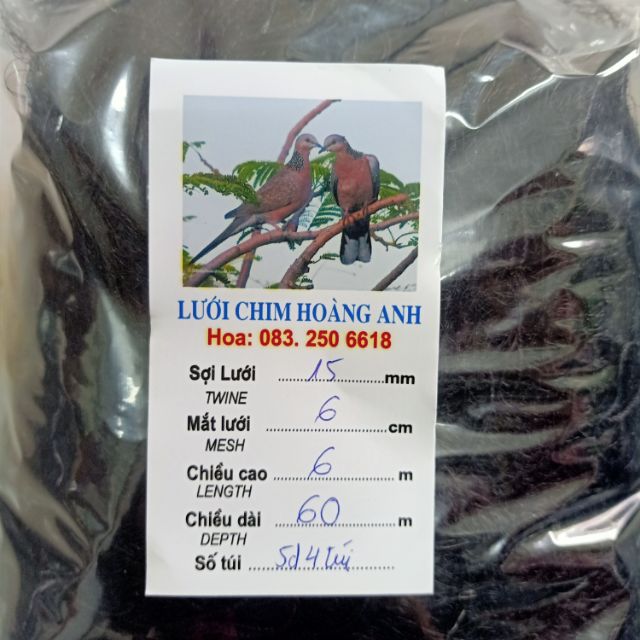 LƯỚI CHIM HOÀNG ANH
Hoa: 083. 250 6618
Sợi Lưới 15 mm
TWINE
Mắt lưới 6 cm
MESH
Chiều cao 6 m
LENGTH
Chiều dài 60 m
DEPTH
Số túi 5d 4 túi